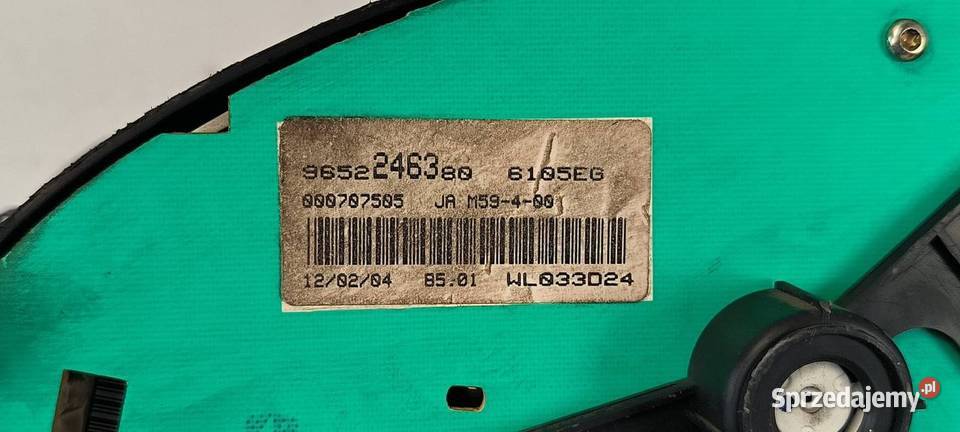 9652246380 6105EG
000707505 JA M59-4-00
12/02/04 85.01 WL033D24
Sprzedajemy.pl